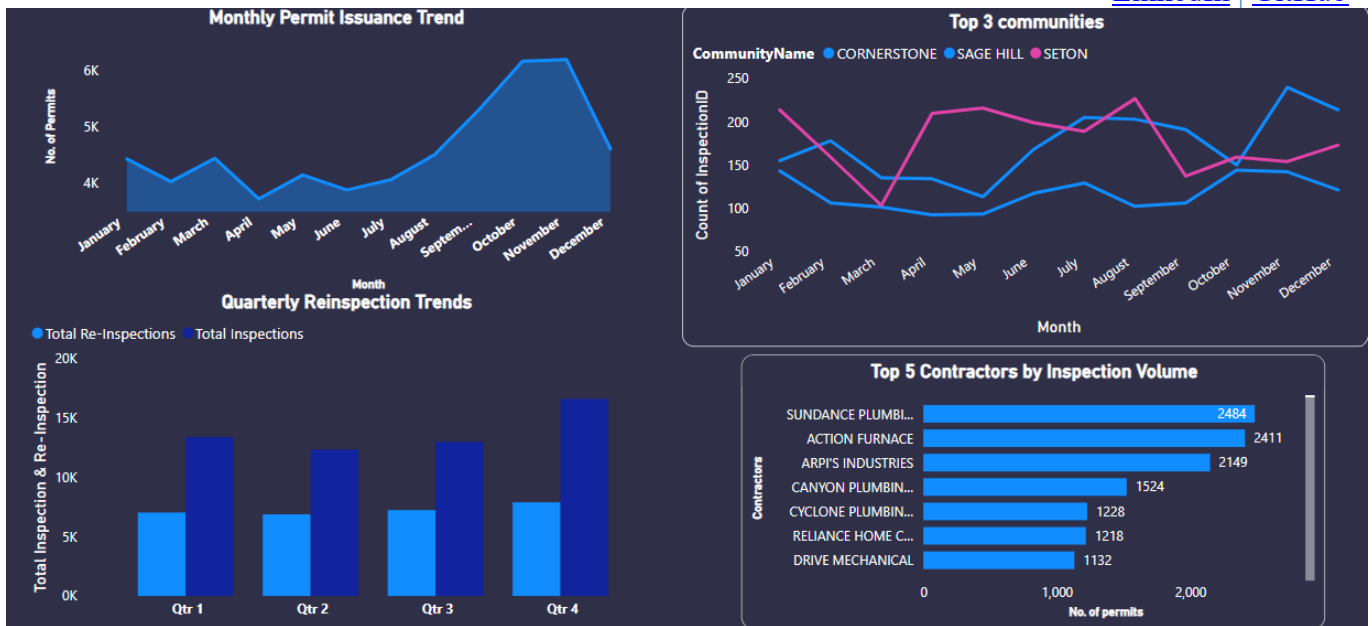 Monthly Permit Issuance Trend
No. of Permits
6K
5K
4K
January
February
March
April
May
June
July
August
Septem...
October
November
December
Month
Top 3 communities
CommunityName CORNERSTONE SAGE HILL SETON
Count of InspectionID
250
200
150
100
50
January
February
March
April
May
June
July
August
September
October
November
December
Month
Quarterly Reinspection Trends
Total Re-Inspections Total Inspections
Total Inspection & Re-Inspection
20K
15K
10K
5K
0K
Qtr 1 Qtr 2 Qtr 3 Qtr 4
Top 5 Contractors by Inspection Volume
Contractors
SUNDANCE PLUMBI... 2484
ACTION FURNACE 2411
ARPI'S INDUSTRIES 2149
CANYON PLUMBIN... 1524
CYCLONE PLUMBIN... 1228
RELIANCE HOME C... 1218
DRIVE MECHANICAL 1132
0 1,000 2,000
No. of permits